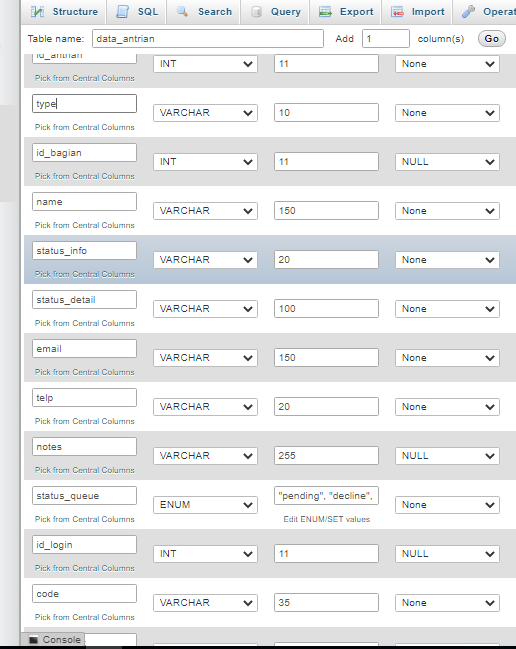 Structure SQL Search Query Export Import Operat
Table name: data_antrian Add 1 column(s) Go
id_antrian INT 11 None
Pick from Central Columns
type VARCHAR 10 None
Pick from Central Columns
id_bagian INT 11 NULL
Pick from Central Columns
name VARCHAR 150 None
Pick from Central Columns
status_info VARCHAR 20 None
Pick from Central Columns
status_detail VARCHAR 100 None
Pick from Central Columns
email VARCHAR 150 None
Pick from Central Columns
telp VARCHAR 20 None
Pick from Central Columns
notes VARCHAR 255 NULL
Pick from Central Columns
status_queue ENUM "pending", "decline", None
Pick from Central Columns Edit ENUM/SET values
id_login INT 11 NULL
Pick from Central Columns
code VARCHAR 35 None
Pick from Central Columns
Console